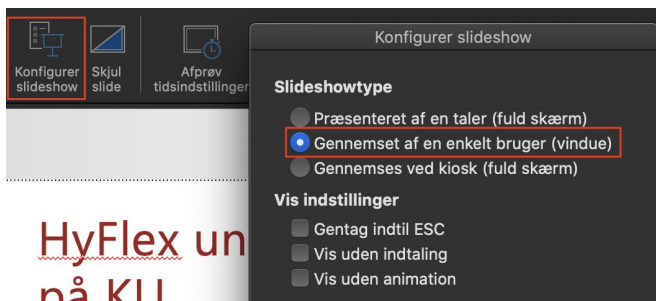 Konfigurer slideshow
Skjul slide
Afprøv tidsindstillinger
Konfigurer slideshow
Slideshowtype
Præsenteret af en taler (fuld skærm)
Gennemset af en enkelt bruger (vindue)
Gennemses ved kiosk (fuld skærm)
Vis indstillinger
Gentag indtil ESC
Vis uden indtaling
Vis uden animation
HyFlex un
på KU